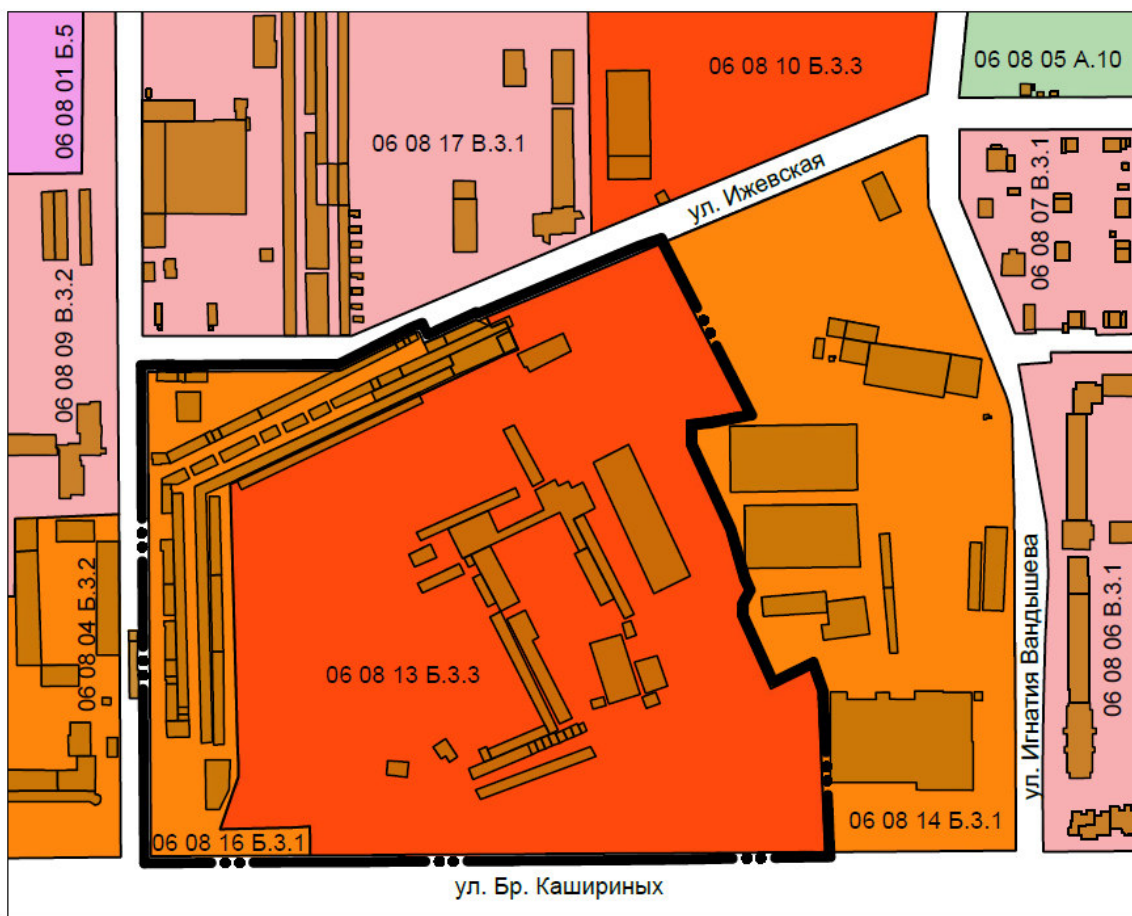 06 08 01 Б.5
06 08 10 Б.3.3
06 08 05 А.10
06 08 17 В.3.1
06 08 07 В.3.1
ул. Ижевская
06 08 09 В.3.2
06 08 04 Б.3.2
06 08 13 Б.3.3
06 08 06 В.3.1
ул. Игнатия Вандышева
06 08 16 Б.3.1
06 08 14 Б.3.1
ул. Бр. Кашириных